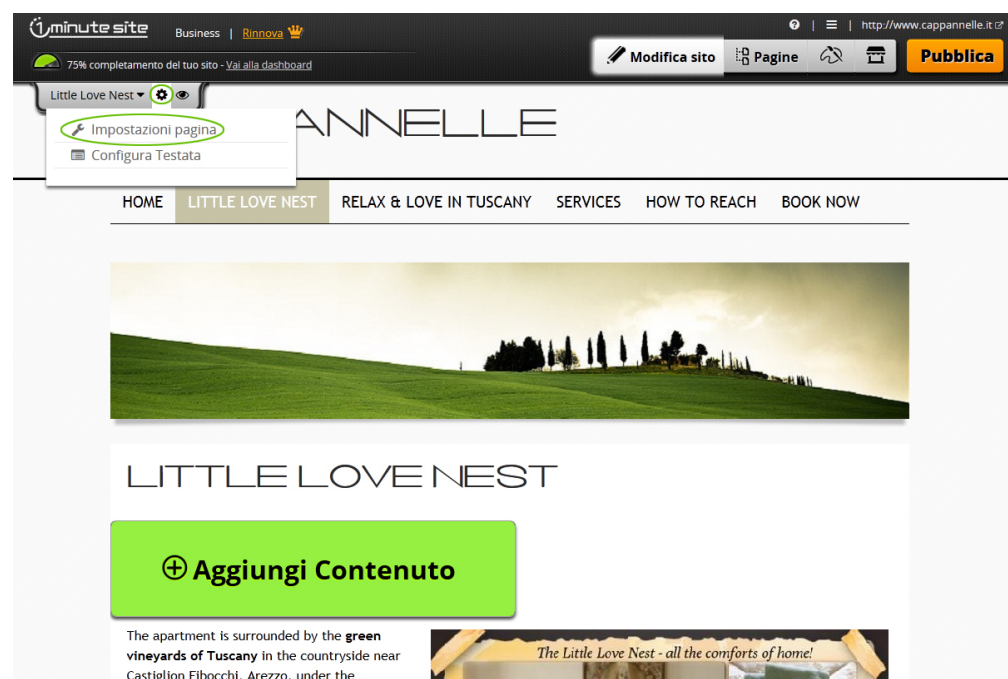 1minute site
Business | Rinnova
| | http://www.cappannelle.it
75% completamento del tuo sito - Vai alla dashboard
Modifica sito Pagine Pubblica
Little Love Nest
Impostazioni pagina
Configura Testata
ANNELLE
HOME LITTLE LOVE NEST RELAX & LOVE IN TUSCANY SERVICES HOW TO REACH BOOK NOW
LITTLE LOVE NEST
Aggiungi Contenuto
The apartment is surrounded by the green
vineyards of Tuscany in the countryside near
Castiglion Fibocchi, Arezzo, under the
The Little Love Nest - all the comforts of home!